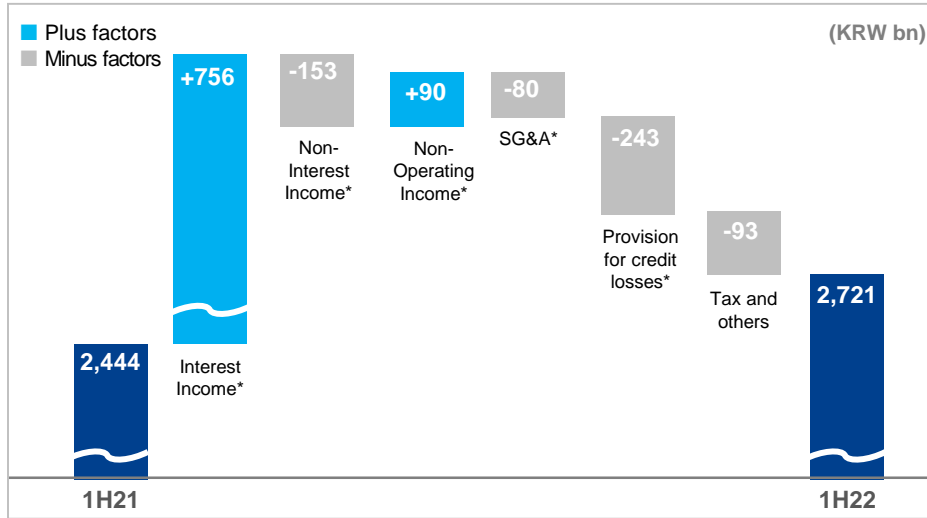 Plus factors
Minus factors
(KRW bn)
+756
-153
+90
-80
-243
-93
2,444
2,721
Interest
Income*
Non-
Interest
Income*
Non-
Operating
Income*
SG&A*
Provision
for credit
losses*
Tax and
others
1H21
1H22